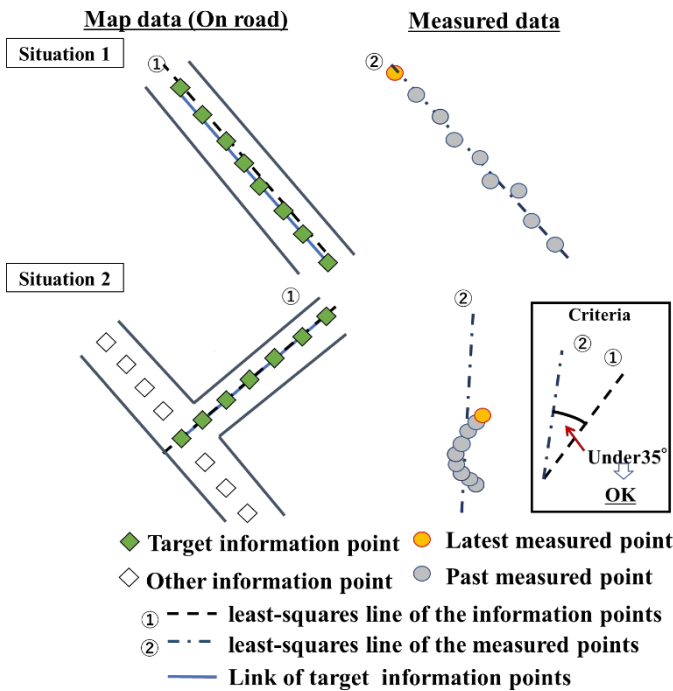 Map data (On road)
Measured data
Situation 1
①
②
Situation 2
①
②
Criteria
②
①
Under35°
OK
Target information point
Latest measured point
Other information point
Past measured point
① least-squares line of the information points
② least-squares line of the measured points
Link of target information points